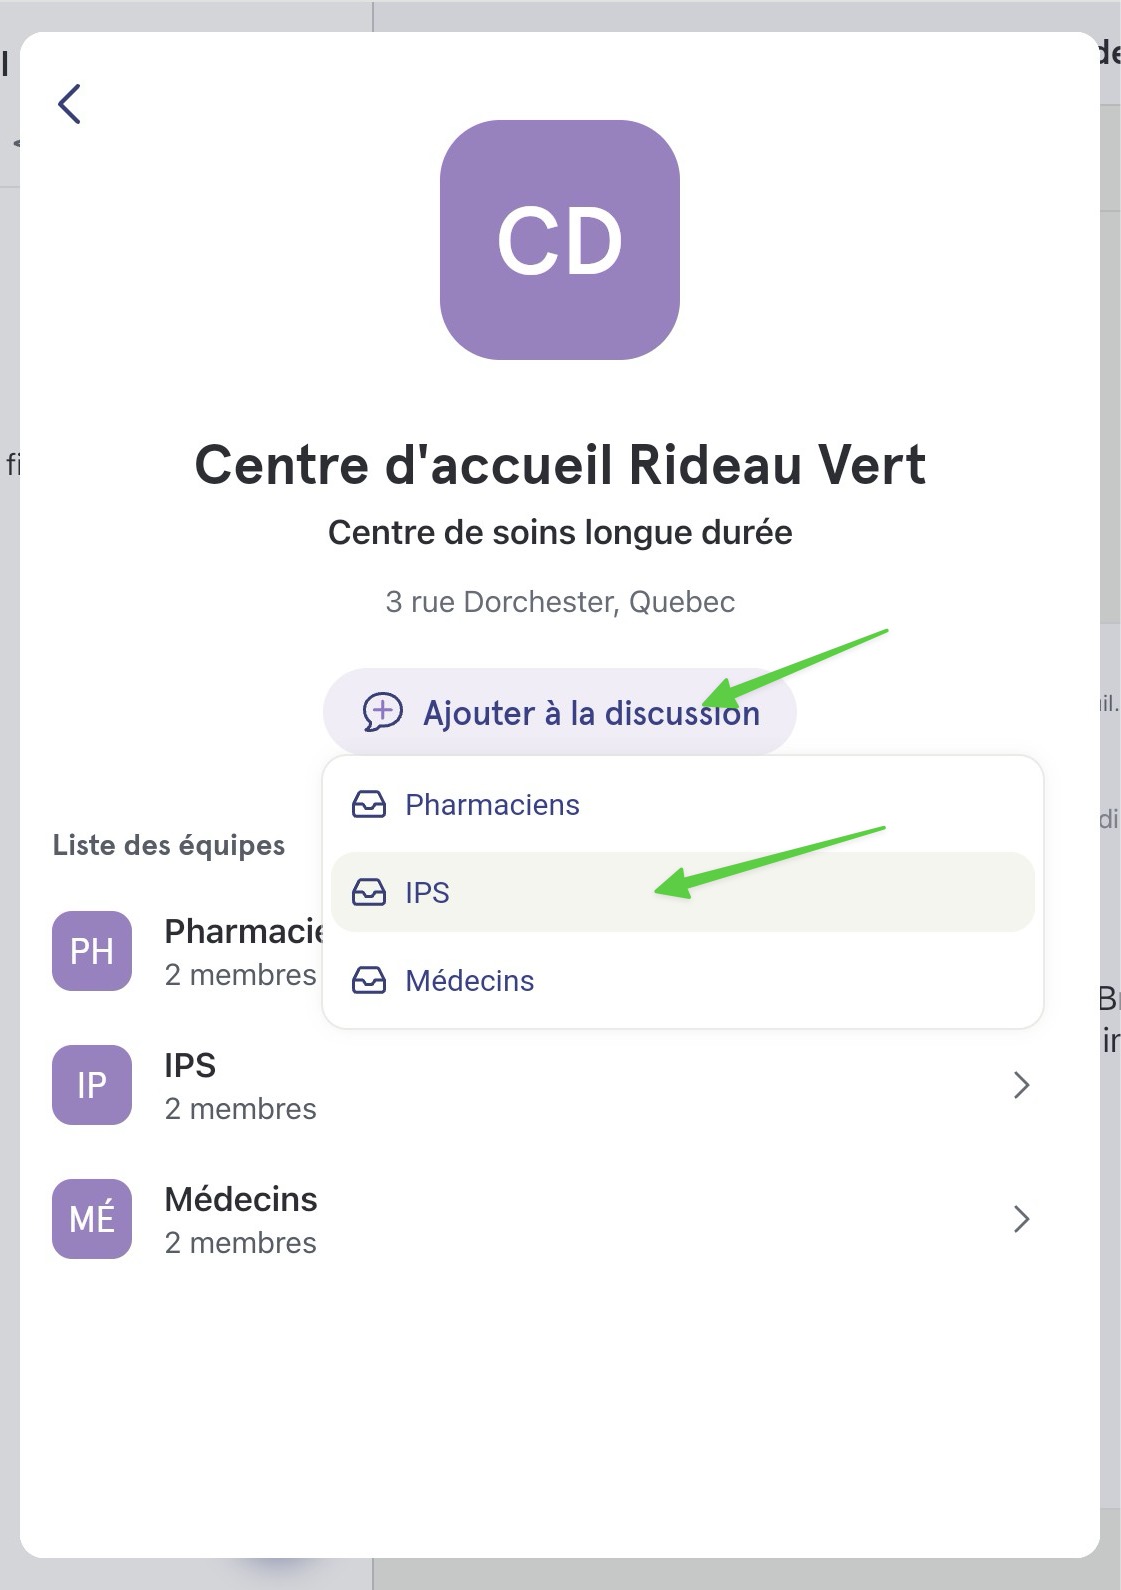 CD
Centre d'accueil Rideau Vert
Centre de soins longue durée
3 rue Dorchester, Quebec
Ajouter à la discussion
Pharmaciens
IPS
Médecins
Liste des équipes
PH
2 membres
IP
IPS
2 membres
MÉ
Médecins
2 membres